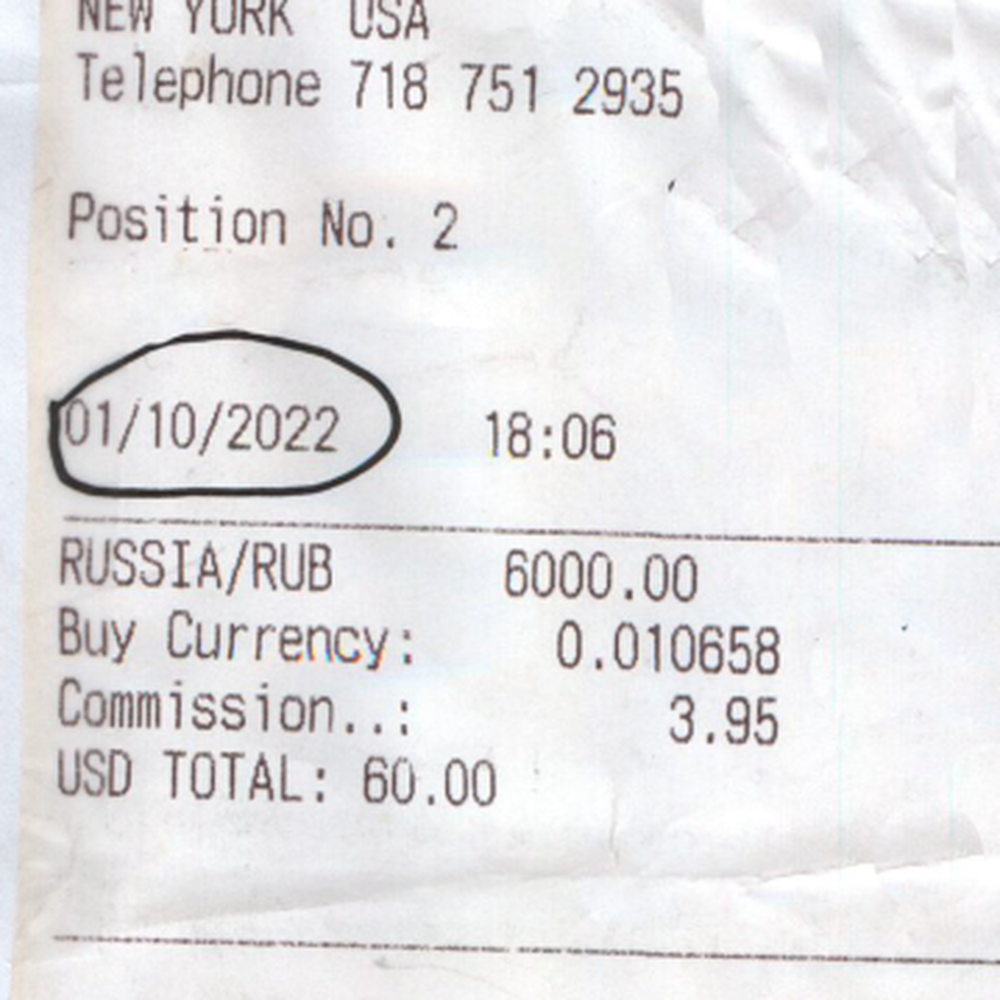 NEW YORK USA
Telephone 718 751 2935
Position No. 2
01/10/2022 18:06
RUSSIA/RUB 6000.00
Buy Currency: 0.010658
Commission..: 3.95
USD TOTAL: 60.00